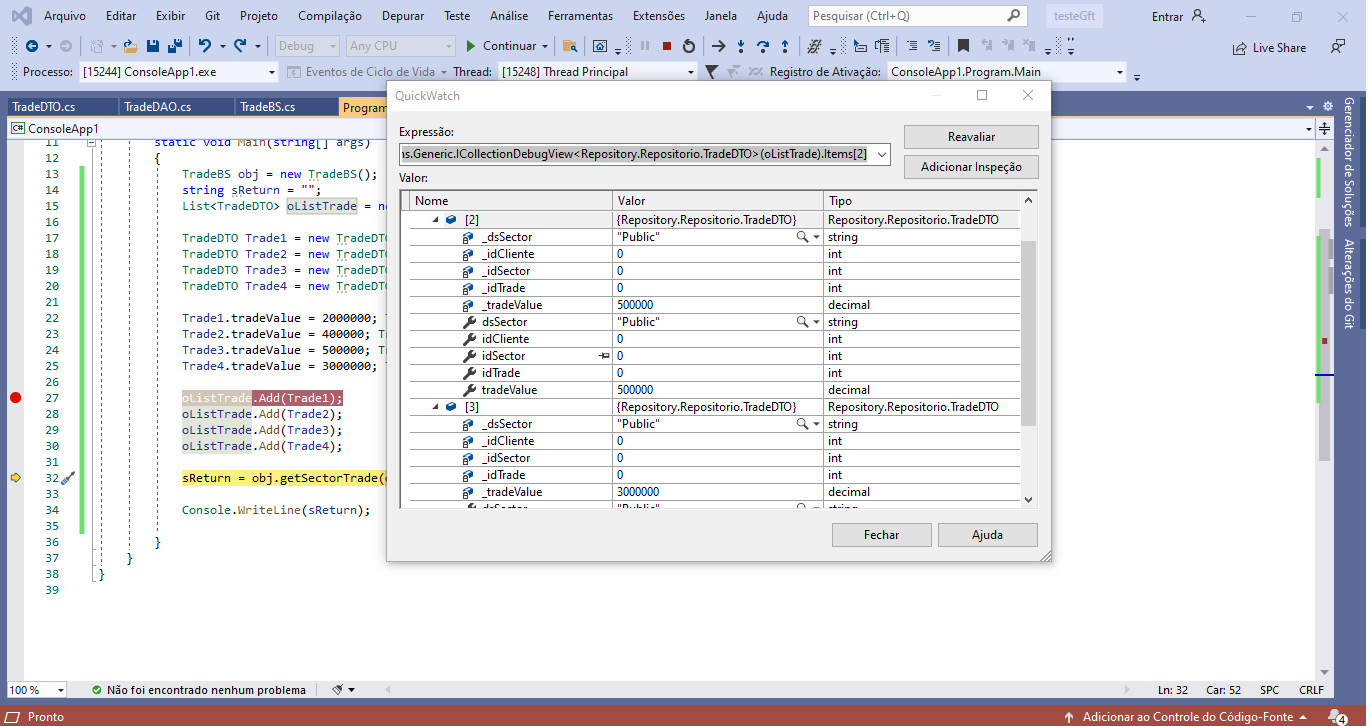 Arquivo Editar Exibir Git Projeto Compilação Depurar Teste Análise Ferramentas Extensões Janela Ajuda Pesquisar (Ctrl+Q) testeGft Entrar
Debug Any CPU Continuar Live Share
Processo: [15244] ConsoleApp1.exe Eventos de Ciclo de Vida Thread: [15248] Thread Principal Registro de Ativação: ConsoleApp1.Program.Main
TradeDTO.cs TradeDAO.cs TradeBS.cs Program
ConsoleApp1
11 static void Main(string[] args)
12 {
13 TradeBS obj = new TradeBS();
14 string sReturn = "";
15 List<TradeDTO> oListTrade = ne
16
17 TradeDTO Trade1 = new TradeDTO
18 TradeDTO Trade2 = new TradeDTO
19 TradeDTO Trade3 = new TradeDTO
20 TradeDTO Trade4 = new TradeDTO
21
22 Trade1.tradeValue = 2000000; T
23 Trade2.tradeValue = 400000; Tr
24 Trade3.tradeValue = 500000; Tr
25 Trade4.tradeValue = 3000000; T
26
27 oListTrade.Add(Trade1);
28 oListTrade.Add(Trade2);
29 oListTrade.Add(Trade3);
30 oListTrade.Add(Trade4);
31
32 sReturn = obj.getSectorTrade(o
33
34 Console.WriteLine(sReturn);
35
36 }
37 }
38 }
39
QuickWatch
Expressão:
ns.Generic.ICollectionDebugView<Repository.Repositorio.TradeDTO>(oListTrade).Items[2]
Reavaliar
Adicionar Inspeção
Valor:
Nome Valor Tipo
[2] {Repository.Repositorio.TradeDTO} Repository.Repositorio.TradeDTO
_dsSector "Public" string
_idCliente 0 int
_idSector 0 int
_idTrade 0 int
_tradeValue 500000 decimal
dsSector "Public" string
idCliente 0 int
idSector 0 int
idTrade 0 int
tradeValue 500000 decimal
[3] {Repository.Repositorio.TradeDTO} Repository.Repositorio.TradeDTO
_dsSector "Public" string
_idCliente 0 int
_idSector 0 int
_idTrade 0 int
_tradeValue 3000000 decimal
dsSector "Public" string
Fechar Ajuda
Gerenciador de Soluções
Alterações do Git
100 % Não foi encontrado nenhum problema Ln: 32 Car: 52 SPC CRLF
Pronto Adicionar ao Controle do Código-Fonte 4